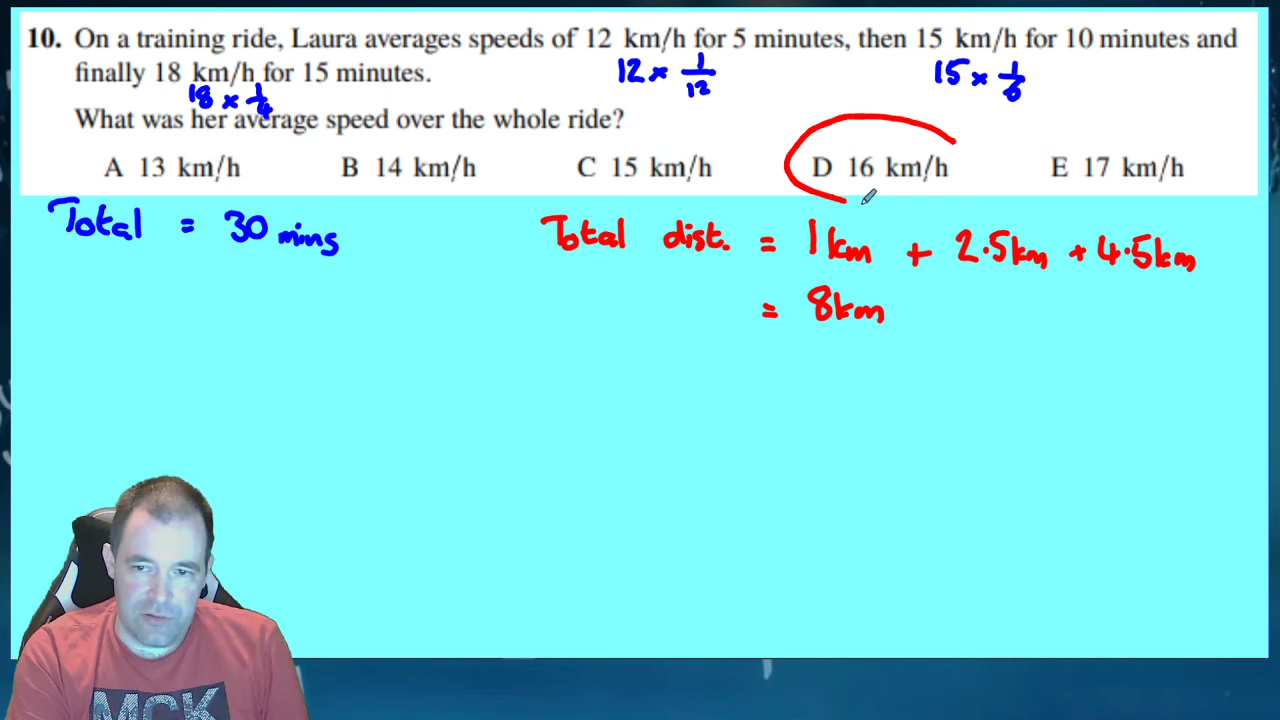 10. On a training ride, Laura averages speeds of 12 km/h for 5 minutes, then 15 km/h for 10 minutes and
finally 18 km/h for 15 minutes.
12 × 1/12
15 × 1/6
18 × 1/4
What was her average speed over the whole ride?
A 13 km/h B 14 km/h C 15 km/h D 16 km/h E 17 km/h
Total = 30 mins
Total dist. = 1km + 2.5km + 4.5km
= 8km
MCK